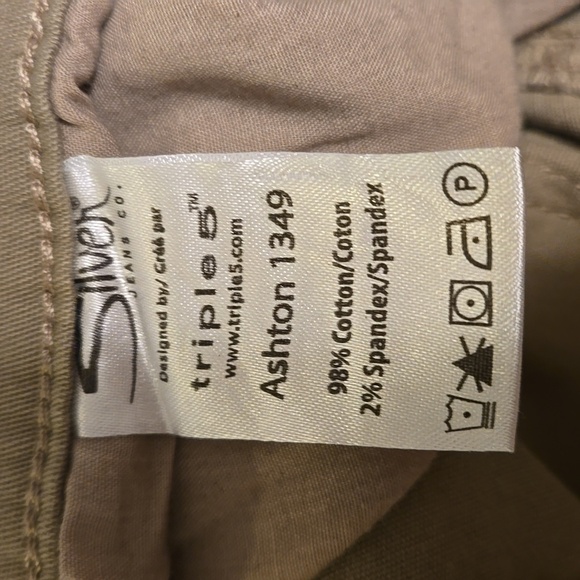 Silver®
JEANS CO.
Designed by/ Créé par
triple5™
www.triple5.com
Ashton 1349
98% Cotton/Coton
2% Spandex/Spandex
P